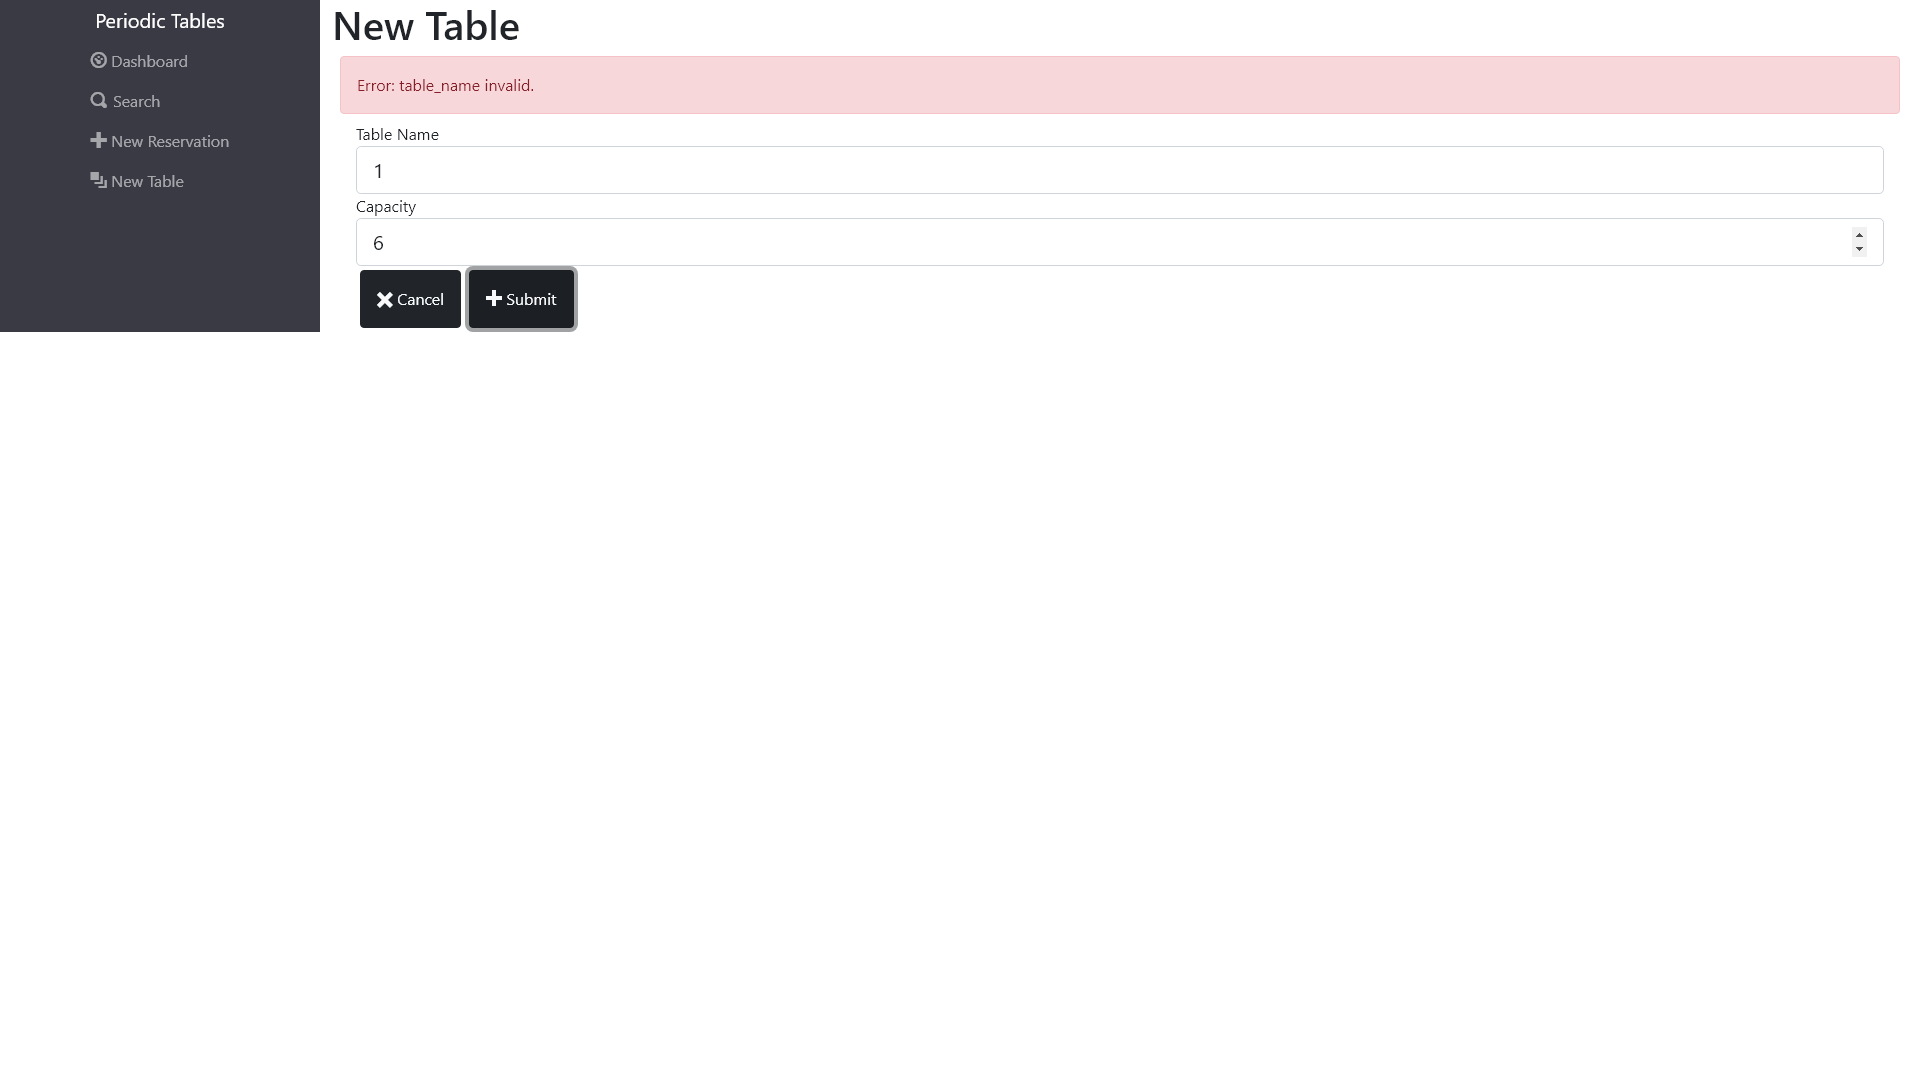 Periodic Tables
Dashboard
Search
New Reservation
New Table
New Table
Error: table_name invalid.
Table Name
1
Capacity
6
Cancel
Submit